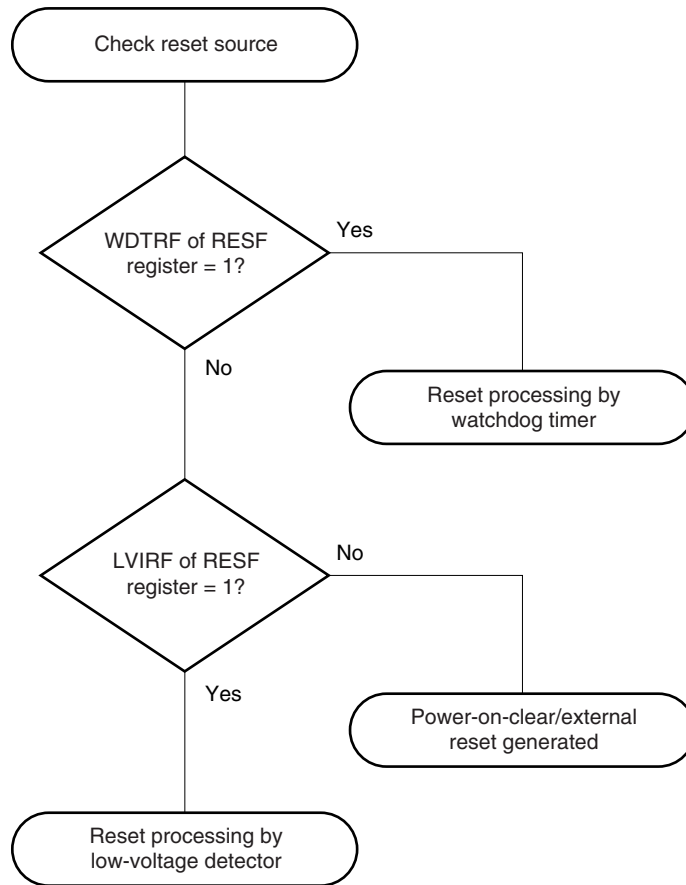 Check reset source
WDTRF of RESF
register = 1?
Yes
No
Reset processing by
watchdog timer
LVIRF of RESF
register = 1?
No
Yes
Power-on-clear/external
reset generated
Reset processing by
low-voltage detector